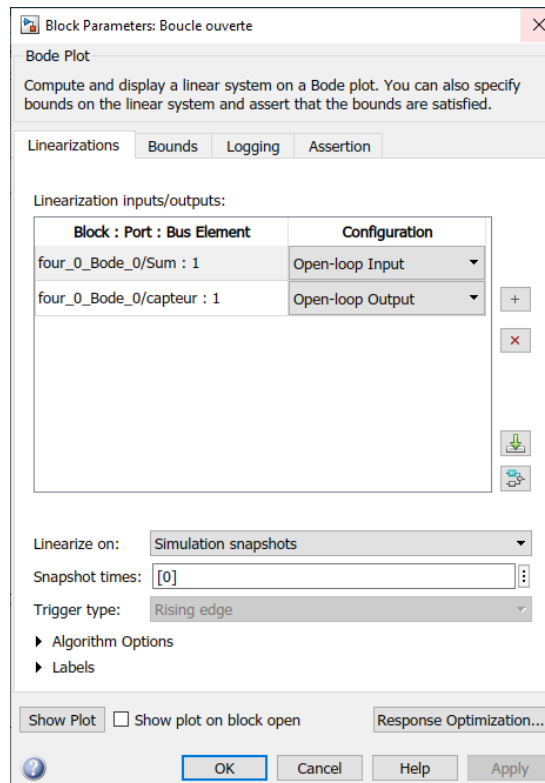 Block Parameters: Boucle ouverte
Bode Plot
Compute and display a linear system on a Bode plot. You can also specify
bounds on the linear system and assert that the bounds are satisfied.
Linearizations Bounds Logging Assertion
Linearization inputs/outputs:
Block : Port : Bus Element Configuration
four_0_Bode_0/Sum : 1 Open-loop Input
four_0_Bode_0/capteur : 1 Open-loop Output
Linearize on: Simulation snapshots
Snapshot times: [0]
Trigger type: Rising edge
Algorithm Options
Labels
Show Plot Show plot on block open Response Optimization...
OK Cancel Help Apply